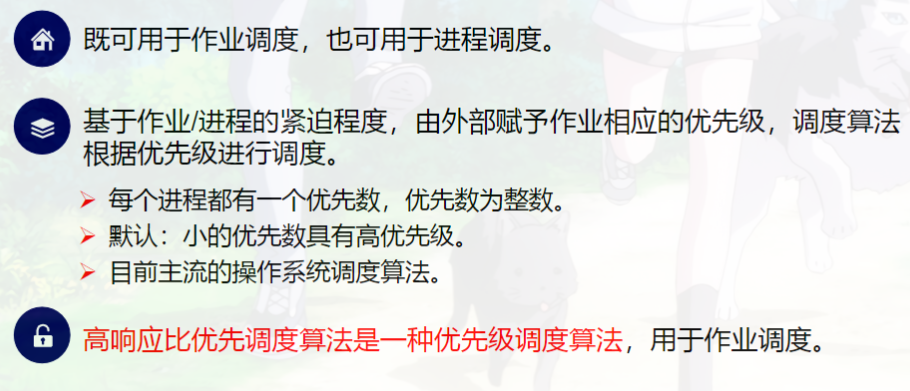 既可用于作业调度，也可用于进程调度。
基于作业/进程的紧迫程度，由外部赋予作业相应的优先级，调度算法
根据优先级进行调度。
每个进程都有一个优先数，优先数为整数。
默认：小的优先数具有高优先级。
目前主流的操作系统调度算法。
高响应比优先调度算法是一种优先级调度算法，用于作业调度。